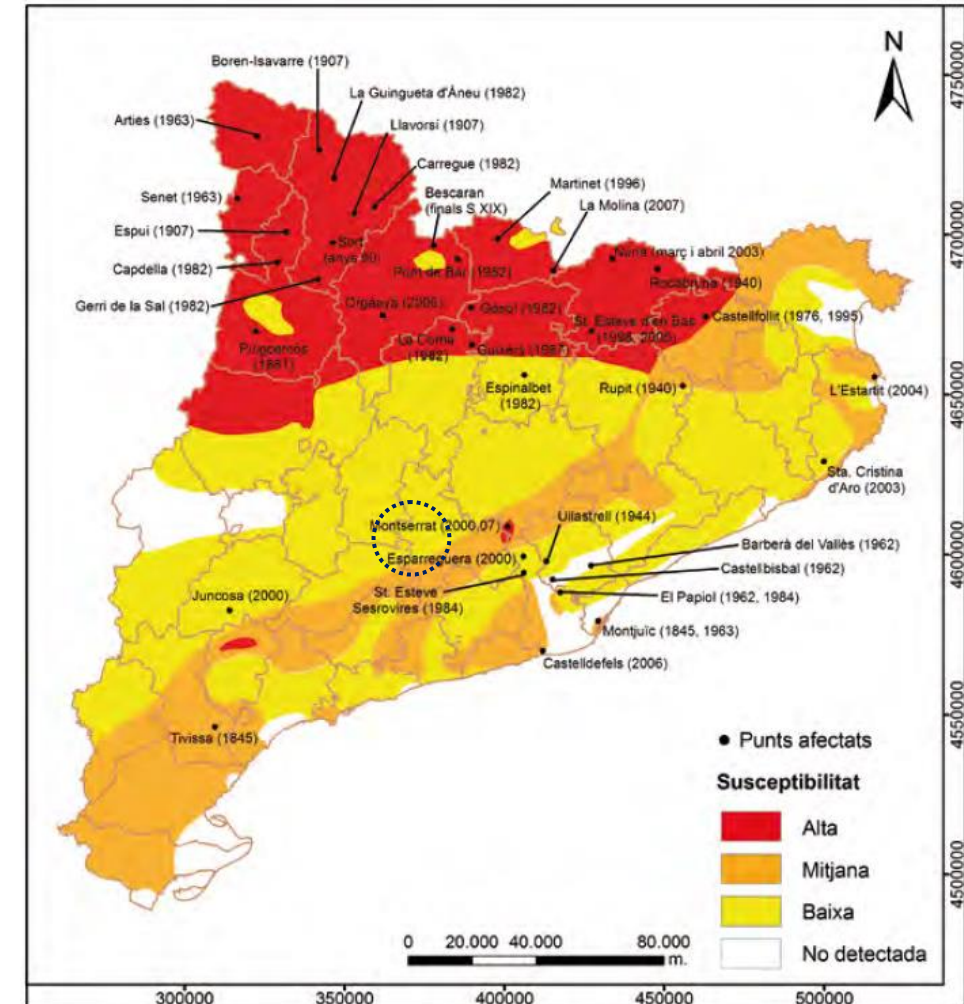 N
Boren-Isavarre (1907)
La Guingueta d'Àneu (1982)
Arties (1963)
Llavorsí (1907)
Carregue (1982)
Senet (1963)
Bescaran
(finals S XIX)
Martinet (1996)
La Molina (2007)
Espui (1907)
Sort
(anys 80)
Núria (març i abril 2003)
Capdella (1982)
Pont de Bar (1982)
Rocabruna (1940)
Gerri de la Sal (1982)
Organyà (2006)
Gósol (1982)
Castellfollit (1976, 1995)
La Coma
(1982)
St. Esteve d'en Bas
Guixers (1987)
(1881)
Espinalbet
(1982)
Rupit (1940)
L'Estartit (2004)
Sta. Cristina
d'Aro (2003)
Montserrat (2000,07)
Ullastrell (1944)
Esparreguera (2000)
Barberà del Vallès (1962)
Castellbisbal (1962)
St. Esteve
Sesrovires (1984)
El Papiol (1962, 1984)
Juncosa (2000)
Montjuïc (1845, 1963)
Castelldefels (2006)
Tivissa (1845)
Punts afectats
Susceptibilitat
Alta
Mitjana
Baixa
No detectada
0 20.000 40.000 80.000
m.
300000 350000 400000 450000 500000
4750000
4700000
4650000
4600000
4550000
4500000